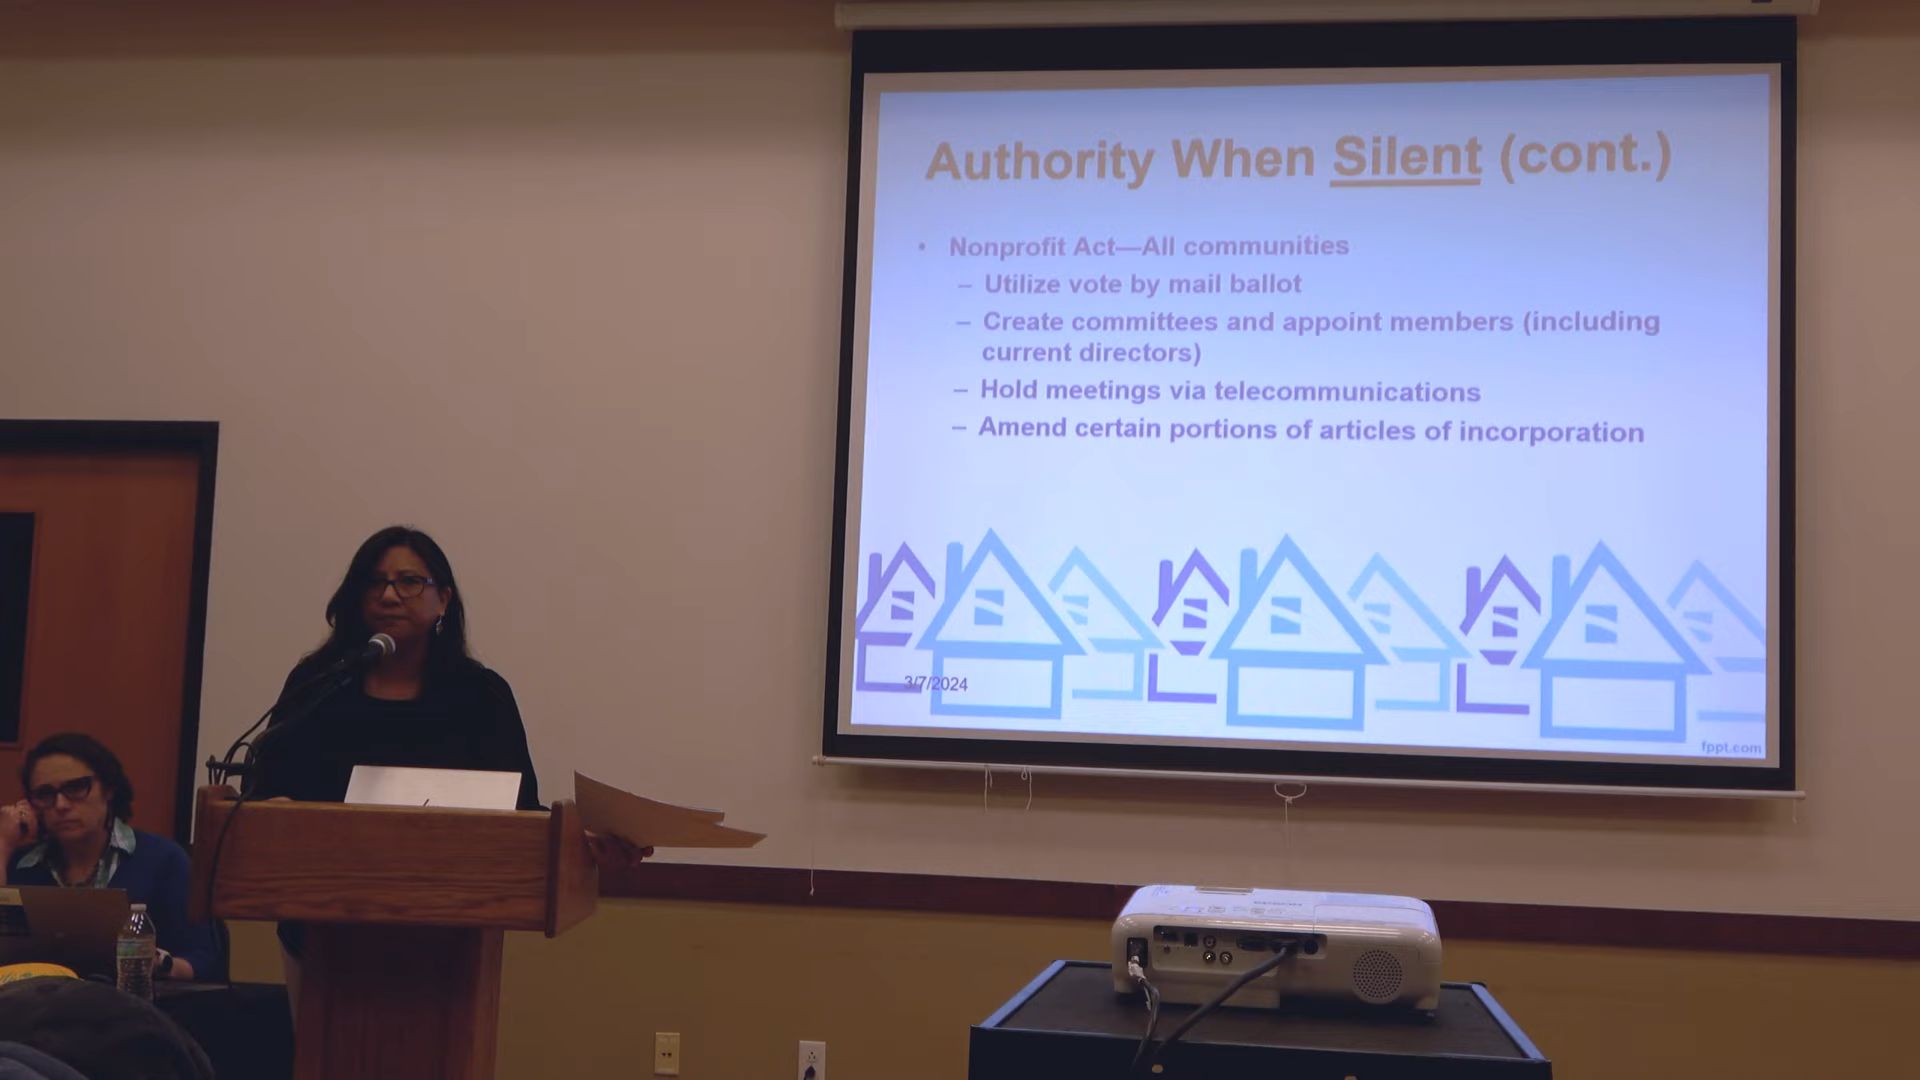 Authority When Silent (cont.)
• Nonprofit Act—All communities
– Utilize vote by mail ballot
– Create committees and appoint members (including
current directors)
– Hold meetings via telecommunications
– Amend certain portions of articles of incorporation
3/7/2024
fppt.com